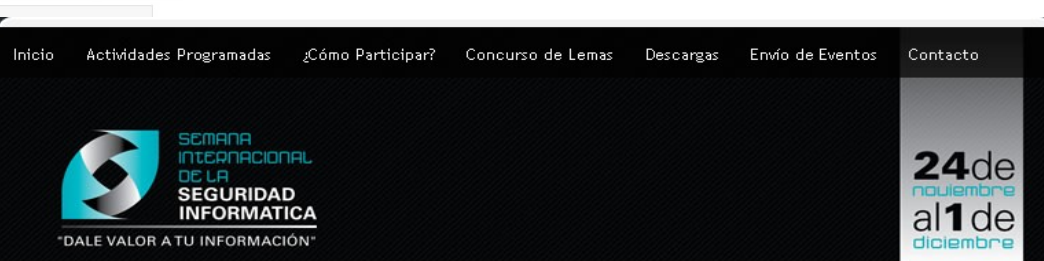 Inicio Actividades Programadas ¿Cómo Participar? Concurso de Lemas Descargas Envío de Eventos Contacto
SEMANA
INTERNACIONAL
DE LA
SEGURIDAD
INFORMATICA
"DALE VALOR A TU INFORMACIÓN"
24de
noviembre
al1de
diciembre